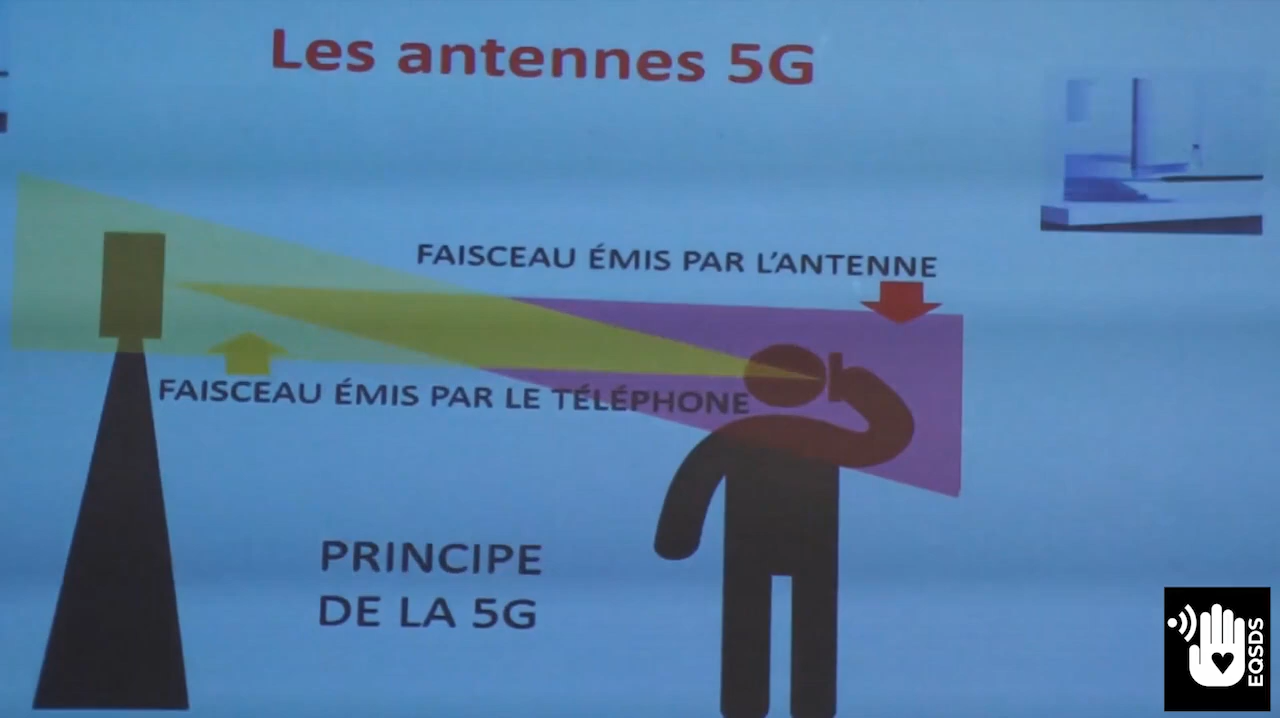 Les antennes 5G
FAISCEAU ÉMIS PAR L'ANTENNE
FAISCEAU ÉMIS PAR LE TÉLÉPHONE
PRINCIPE
DE LA 5G
EQSDS